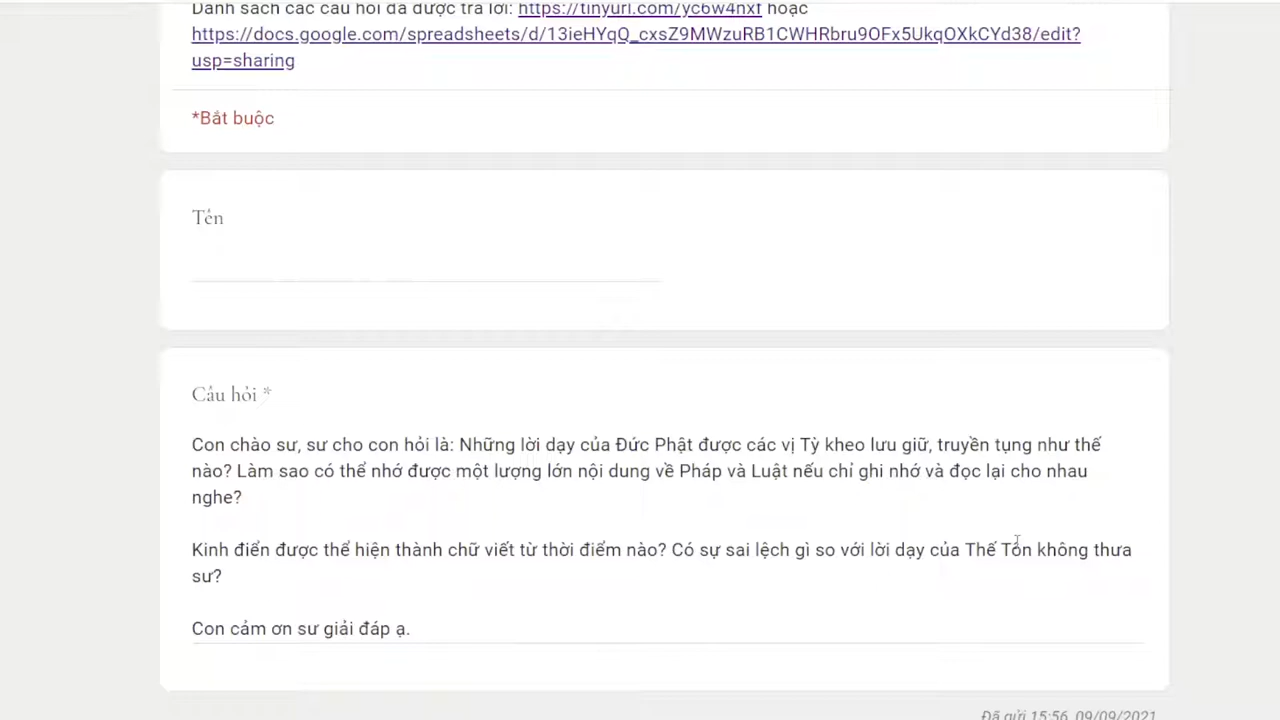 Danh sách các câu hỏi đã được trả lời: https://tinyurl.com/yc6w4nxf hoặc
https://docs.google.com/spreadsheets/d/13ieHYqQ_cxsZ9MWzuRB1CWHRbru9OFx5UkqOXkCYd38/edit?
usp=sharing
*Bắt buộc
Tên
Câu hỏi *
Con chào sư, sư cho con hỏi là: Những lời dạy của Đức Phật được các vị Tỳ kheo lưu giữ, truyền tụng như thế
nào? Làm sao có thể nhớ được một lượng lớn nội dung về Pháp và Luật nếu chỉ ghi nhớ và đọc lại cho nhau
nghe?
Kinh điển được thể hiện thành chữ viết từ thời điểm nào? Có sự sai lệch gì so với lời dạy của Thế Tôn không thưa
sư?
Con cảm ơn sư giải đáp ạ.
Đã gửi 15:56, 09/09/2021